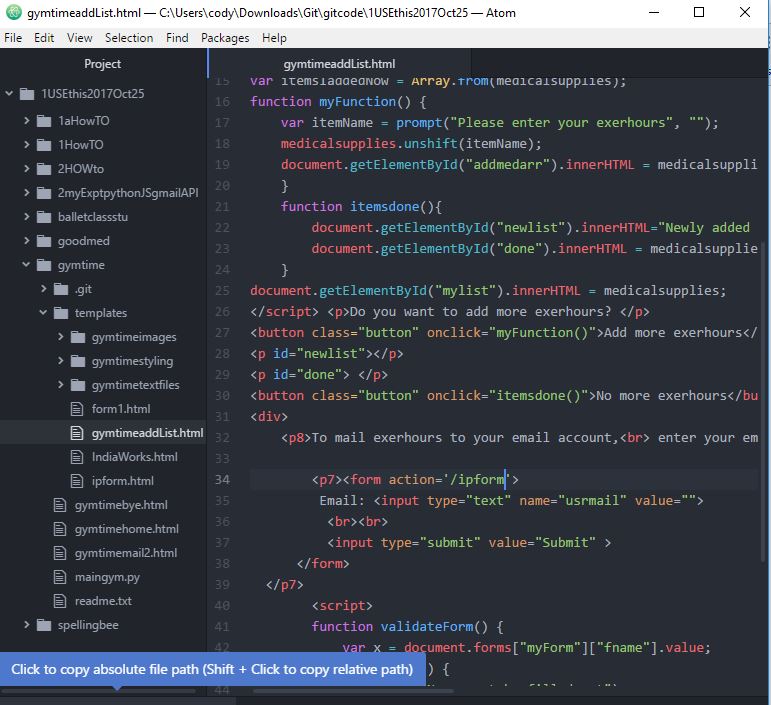 gymtimeaddList.html — C:\Users\cody\Downloads\Git\gitcode\1USEthis2017Oct25 — Atom
File Edit View Selection Find Packages Help
Project
1USEthis2017Oct25
1aHowTO
1HowTO
2HOWto
2myExptpythonJSgmailAPI
balletclassstu
goodmed
gymtime
.git
templates
gymtimeimages
gymtimestyling
gymtimetextfiles
form1.html
gymtimeaddList.html
IndiaWorks.html
ipform.html
gymtimebye.html
gymtimehome.html
gymtimemail2.html
maingym.py
readme.txt
spellingbee
gymtimeaddList.html
15 var itemsIaddedNow = Array.from(medicalsupplies);
16 function myFunction() {
17 var itemName = prompt("Please enter your exerhours", "");
18 medicalsupplies.unshift(itemName);
19 document.getElementById("addmedarr").innerHTML = medicalsuppli
20 }
21 function itemsdone(){
22 document.getElementById("newlist").innerHTML="Newly added
23 document.getElementById("done").innerHTML = medicalsupplie
24 }
25 document.getElementById("mylist").innerHTML = medicalsupplies;
26 </script> <p>Do you want to add more exerhours? </p>
27 <button class="button" onclick="myFunction()">Add more exerhours</
28 <p id="newlist"></p>
29 <p id="done"> </p>
30 <button class="button" onclick="itemsdone()">No more exerhours</bu
31 <div>
32 <p8>To mail exerhours to your email account,<br> enter your em
33
34 <p7><form action='/ipform'>
35 Email: <input type="text" name="usrmail" value="">
36 <br><br>
37 <input type="submit" value="Submit" >
38 </form>
39 </p7>
40 <script>
41 function validateForm() {
42 var x = document.forms["myForm"]["fname"].value;
) {
44
Click to copy absolute file path (Shift + Click to copy relative path)